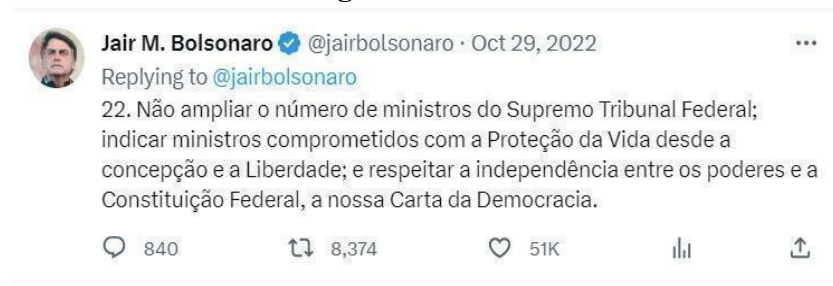 Jair M. Bolsonaro @jairbolsonaro · Oct 29, 2022
Replying to @jairbolsonaro
22. Não ampliar o número de ministros do Supremo Tribunal Federal;
indicar ministros comprometidos com a Proteção da Vida desde a
concepção e a Liberdade; e respeitar a independência entre os poderes e a
Constituição Federal, a nossa Carta da Democracia.
840 8,374 51K